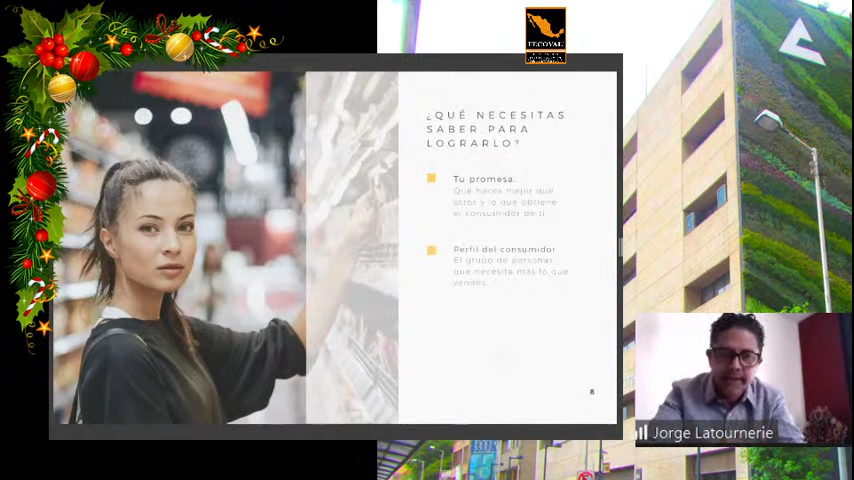 TECOVAL
¿QUÉ NECESITAS
SABER PARA
LOGRARLO?
Tu promesa.
Qué haces mejor que
otros y lo que obtiene
el consumidor de ti.
Perfil del consumidor
El grupo de personas
que necesita más lo que
vendes.
8
Jorge Latournerie